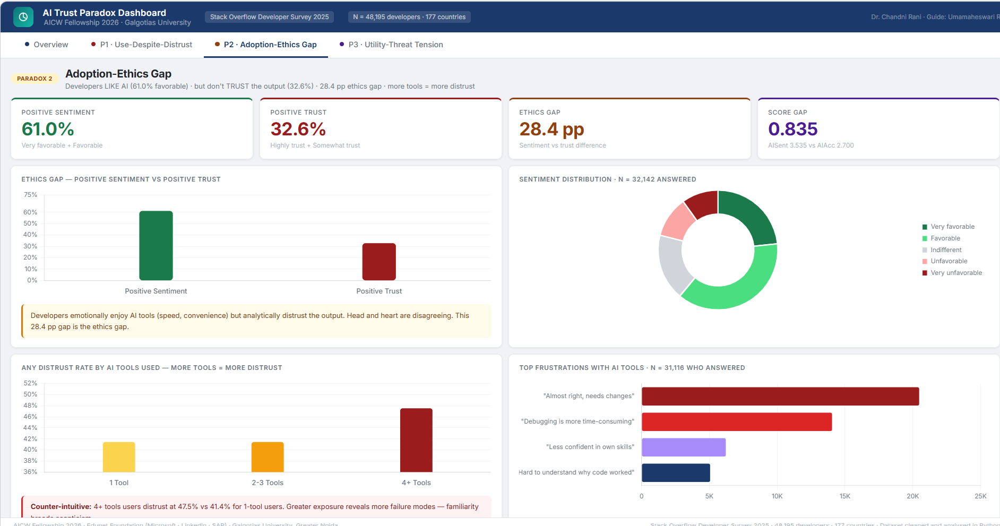 AI Trust Paradox Dashboard
AICW Fellowship 2026 · Galgotias University
Stack Overflow Developer Survey 2025
N = 48,195 developers · 177 countries
Dr. Chandni Rani · Guide: Umamaheswari R
Overview
P1 · Use-Despite-Distrust
P2 · Adoption-Ethics Gap
P3 · Utility-Threat Tension
PARADOX 2
Adoption-Ethics Gap
Developers LIKE AI (61.0% favorable) · but don't TRUST the output (32.6%) · 28.4 pp ethics gap · more tools = more distrust
POSITIVE SENTIMENT
61.0%
Very favorable + Favorable
POSITIVE TRUST
32.6%
Highly trust + Somewhat trust
ETHICS GAP
28.4 pp
Sentiment vs trust difference
SCORE GAP
0.835
AISent 3.535 vs AIAcc 2.700
ETHICS GAP — POSITIVE SENTIMENT VS POSITIVE TRUST
75%
60%
50%
40%
30%
20%
10%
0%
Positive Sentiment
Positive Trust
Developers emotionally enjoy AI tools (speed, convenience) but analytically distrust the output. Head and heart are disagreeing. This
28.4 pp gap is the ethics gap.
SENTIMENT DISTRIBUTION · N = 32,142 ANSWERED
Very favorable
Favorable
Indifferent
Unfavorable
Very unfavorable
ANY DISTRUST RATE BY AI TOOLS USED — MORE TOOLS = MORE DISTRUST
52%
50%
48%
46%
44%
42%
40%
38%
36%
1 Tool
2-3 Tools
4+ Tools
Counter-intuitive: 4+ tools users distrust at 47.5% vs 41.4% for 1-tool users. Greater exposure reveals more failure modes — familiarity
breeds scepticism.
TOP FRUSTRATIONS WITH AI TOOLS · N = 31,116 WHO ANSWERED
"Almost right, needs changes"
"Debugging is more time-consuming"
"Less confident in own skills"
Hard to understand why code worked"
0
5K
10K
15K
20K
25K
AICW Fellowship 2026 · Edunet Foundation (Microsoft · LinkedIn · SAP) · Galgotias University, Greater Noida
Stack Overflow Developer Survey 2025 · 48,195 developers · 177 countries · Dataset cleaned and analysed in Python